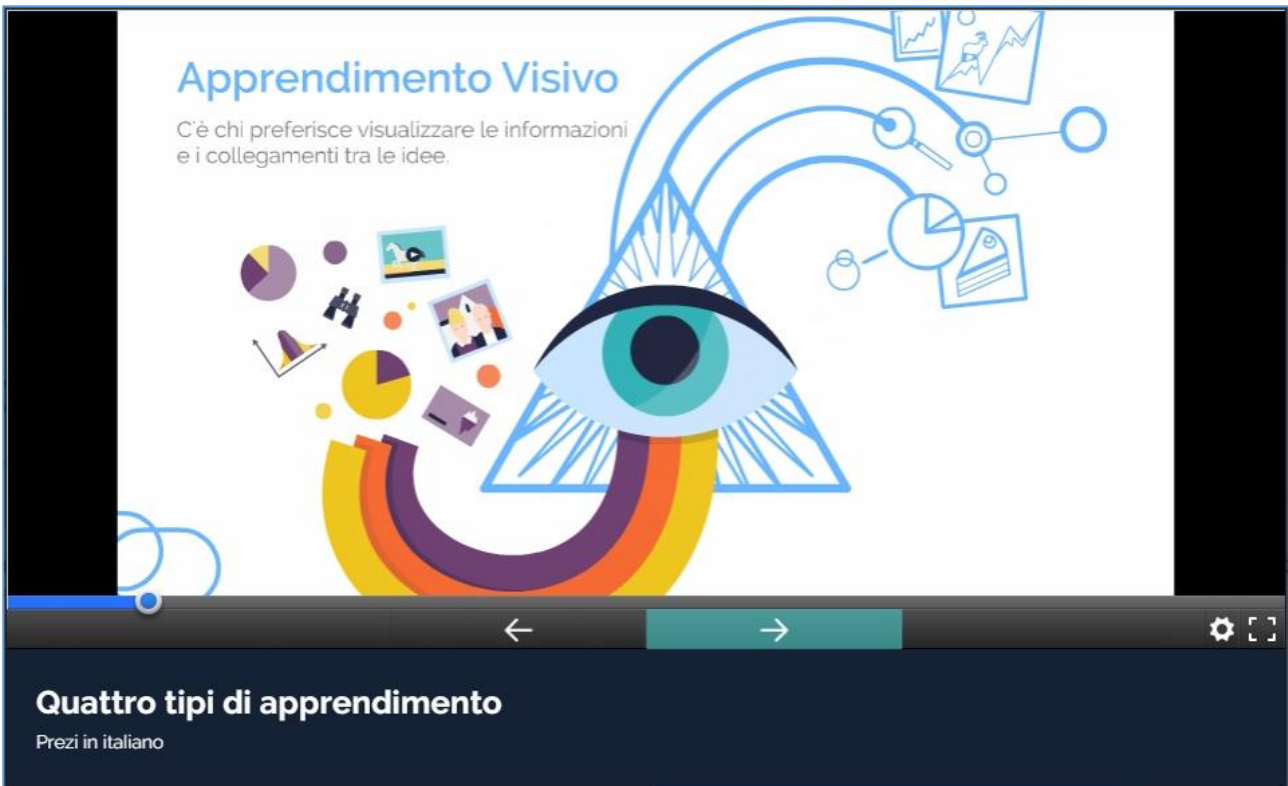 Apprendimento Visivo
C'è chi preferisce visualizzare le informazioni
e i collegamenti tra le idee.
Quattro tipi di apprendimento
Prezi in italiano